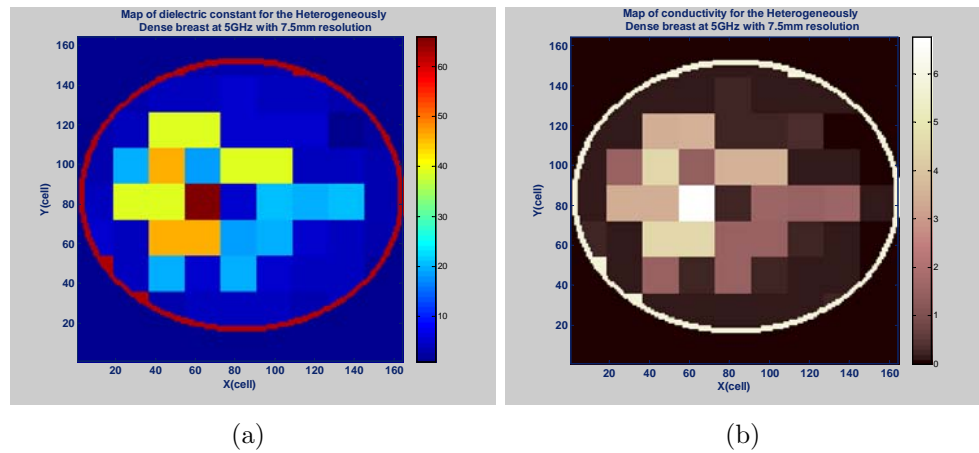 Map of dielectric constant for the Heterogeneously
Dense breast at 5GHz with 7.5mm resolution
160
140
120
100
80
60
40
20
Y(cell)
20 40 60 80 100 120 140 160
X(cell)
60
50
40
30
20
10
(a)
Map of conductivity for the Heterogeneously
Dense breast at 5GHz with 7.5mm resolution
160
140
120
100
80
60
40
20
Y(cell)
20 40 60 80 100 120 140 160
X(cell)
6
5
4
3
2
1
0
(b)